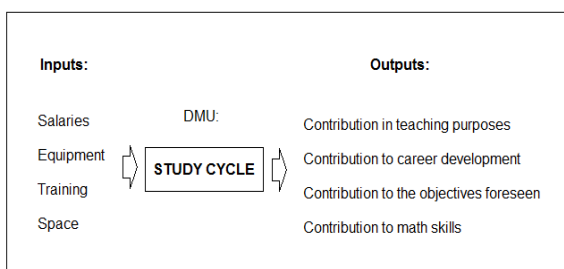 Inputs:
Outputs:
Salaries
DMU:
Contribution in teaching purposes
Equipment
STUDY CYCLE
Contribution to career development
Training
Contribution to the objectives foreseen
Space
Contribution to math skills